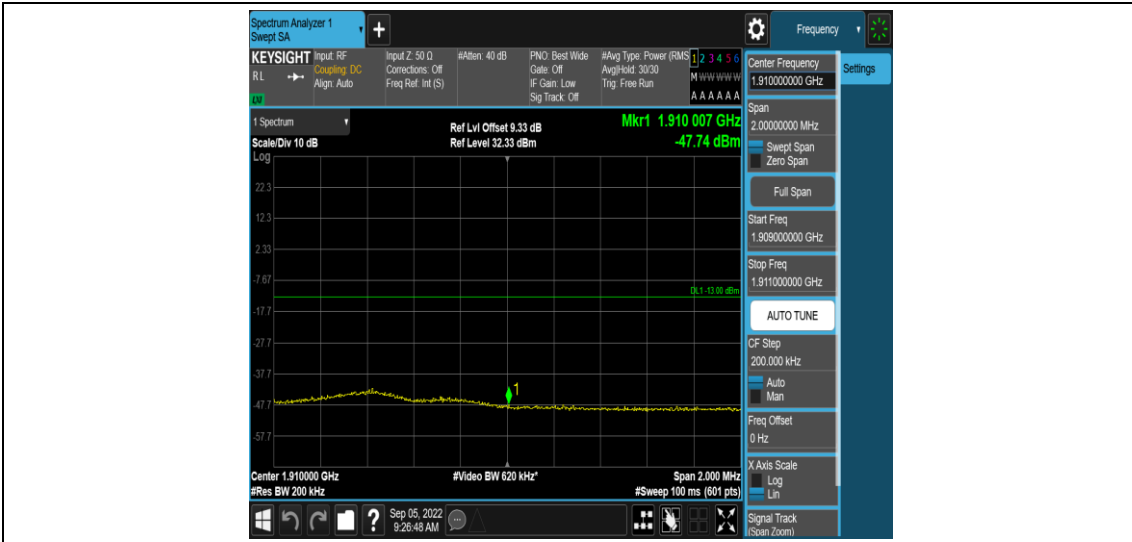 Spectrum Analyzer 1
Swept SA
+
Frequency
KEYSIGHT
RL
LXI
Input: RF
Coupling: DC
Align: Auto
Input Z: 50 Ω
Corrections: Off
Freq Ref: Int (S)
#Atten: 40 dB
PNO: Best Wide
Gate: Off
IF Gain: Low
Sig Track: Off
#Avg Type: Power (RMS
Avg|Hold: 30/30
Trig: Free Run
1 2 3 4 5 6
M W W W W W
A A A A A A
Center Frequency
1.910000000 GHz
Settings
Span
2.00000000 MHz
Swept Span
Zero Span
Full Span
Start Freq
1.909000000 GHz
Stop Freq
1.911000000 GHz
AUTO TUNE
CF Step
200.000 kHz
Auto
Man
Freq Offset
0 Hz
X Axis Scale
Log
Lin
Signal Track
(Span Zoom)
1 Spectrum
Scale/Div 10 dB
Log
Ref Lvl Offset 9.33 dB
Ref Level 32.33 dBm
Mkr1 1.910 007 GHz
-47.74 dBm
22.3
12.3
2.33
-7.67
DL1 -13.00 dBm
-17.7
-27.7
-37.7
1
-47.7
-57.7
Center 1.910000 GHz
#Video BW 620 kHz*
Span 2.000 MHz
#Res BW 200 kHz
#Sweep 100 ms (601 pts)
?
Sep 05, 2022
9:26:48 AM